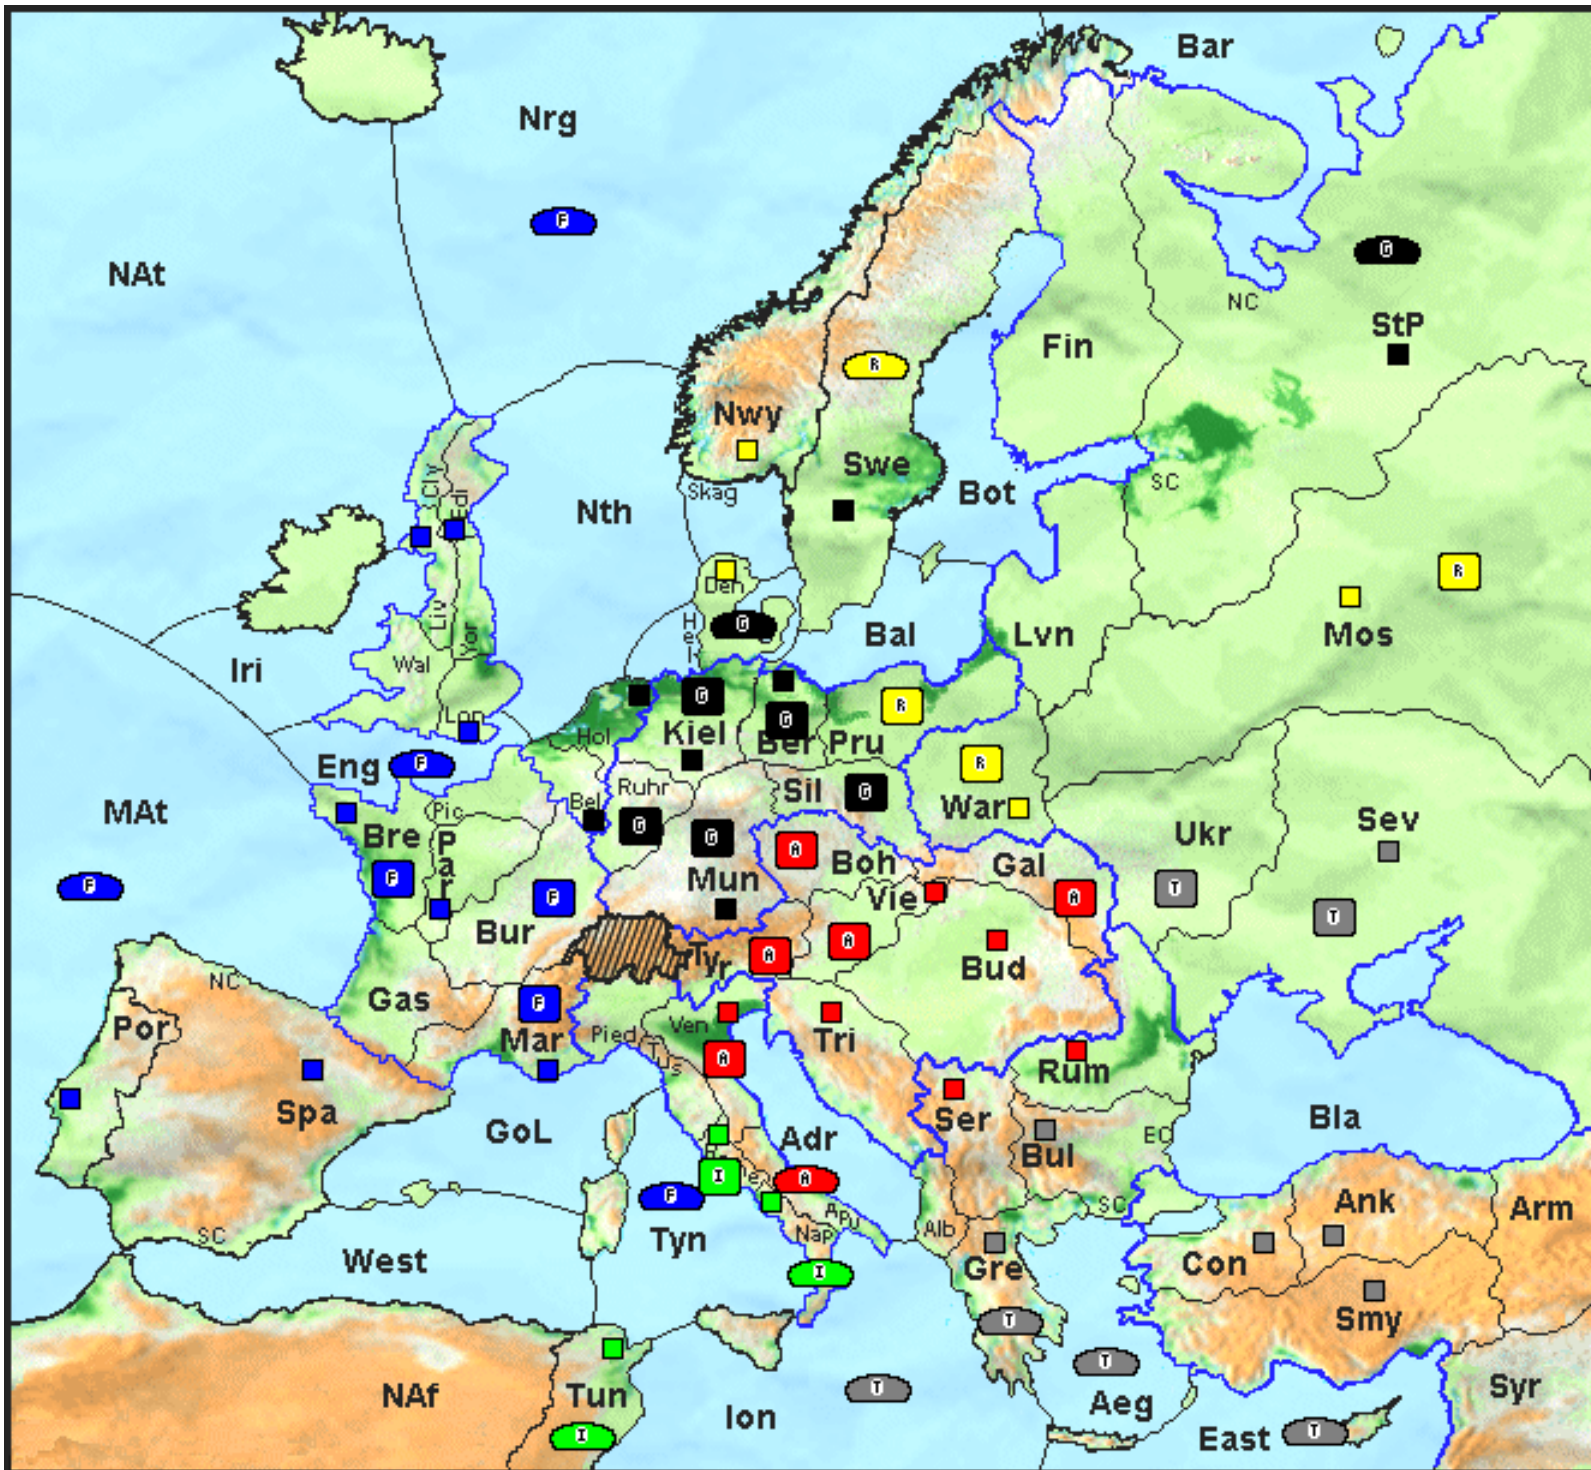 Bar
Nrg
F
G
NAt
NC
StP
Fin
R
Nwy
Swe
Cly
Edi
Skag
Bot
SC
Nth
R
Den
Hel
G
Liv
Yor
Bal
Lvn
Mos
Iri
Wal
Lon
G
R
G
Hol
Kiel
Ber
Pru
Eng
F
R
Ruhr
Sil
G
War
Bel
Pic
MAt
Bre
Par
G
G
A
Boh
Gal
Ukr
Sev
F
F
F
Mun
Vie
A
T
T
Bur
A
Tyr
A
Bud
NC
Gas
F
Por
Mar
Pied
Ven
Tus
A
Tri
Rum
Spa
GoL
Ser
Bla
Adr
Bul
EC
F
I
A
Apu
SC
Ank
Arm
SC
Tyn
Nap
Alb
West
Gre
Con
I
T
Smy
T
T
NAf
Tun
Ion
Aeg
Syr
I
East
T